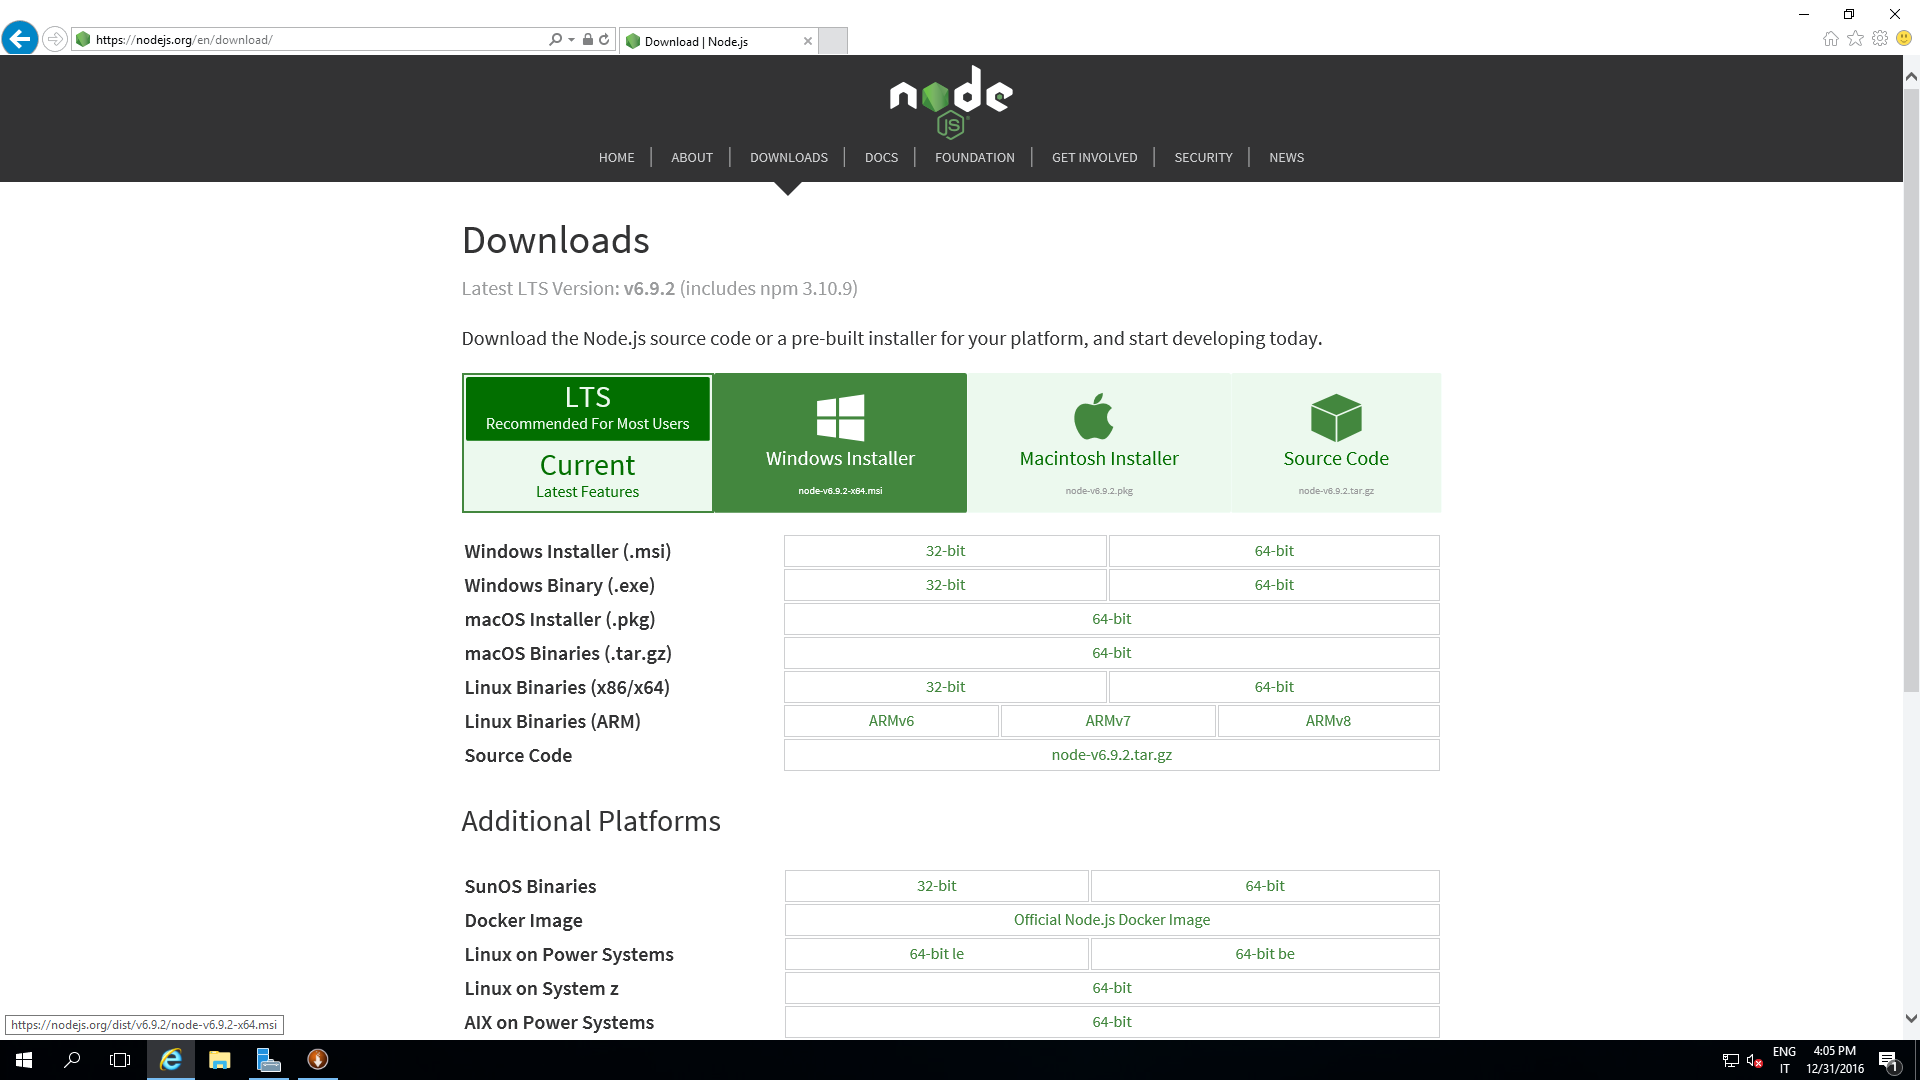 https://nodejs.org/en/download/
Download | Node.js
node
JS
HOME ABOUT DOWNLOADS DOCS FOUNDATION GET INVOLVED SECURITY NEWS
Downloads
Latest LTS Version: v6.9.2 (includes npm 3.10.9)
Download the Node.js source code or a pre-built installer for your platform, and start developing today.
LTS
Recommended For Most Users
Current
Latest Features
Windows Installer
node-v6.9.2-x64.msi
Macintosh Installer
node-v6.9.2.pkg
Source Code
node-v6.9.2.tar.gz
Windows Installer (.msi) 32-bit 64-bit
Windows Binary (.exe) 32-bit 64-bit
macOS Installer (.pkg) 64-bit
macOS Binaries (.tar.gz) 64-bit
Linux Binaries (x86/x64) 32-bit 64-bit
Linux Binaries (ARM) ARMv6 ARMv7 ARMv8
Source Code node-v6.9.2.tar.gz
Additional Platforms
SunOS Binaries 32-bit 64-bit
Docker Image Official Node.js Docker Image
Linux on Power Systems 64-bit le 64-bit be
Linux on System z 64-bit
AIX on Power Systems 64-bit
https://nodejs.org/dist/v6.9.2/node-v6.9.2-x64.msi
ENG 4:05 PM
IT 12/31/2016
1